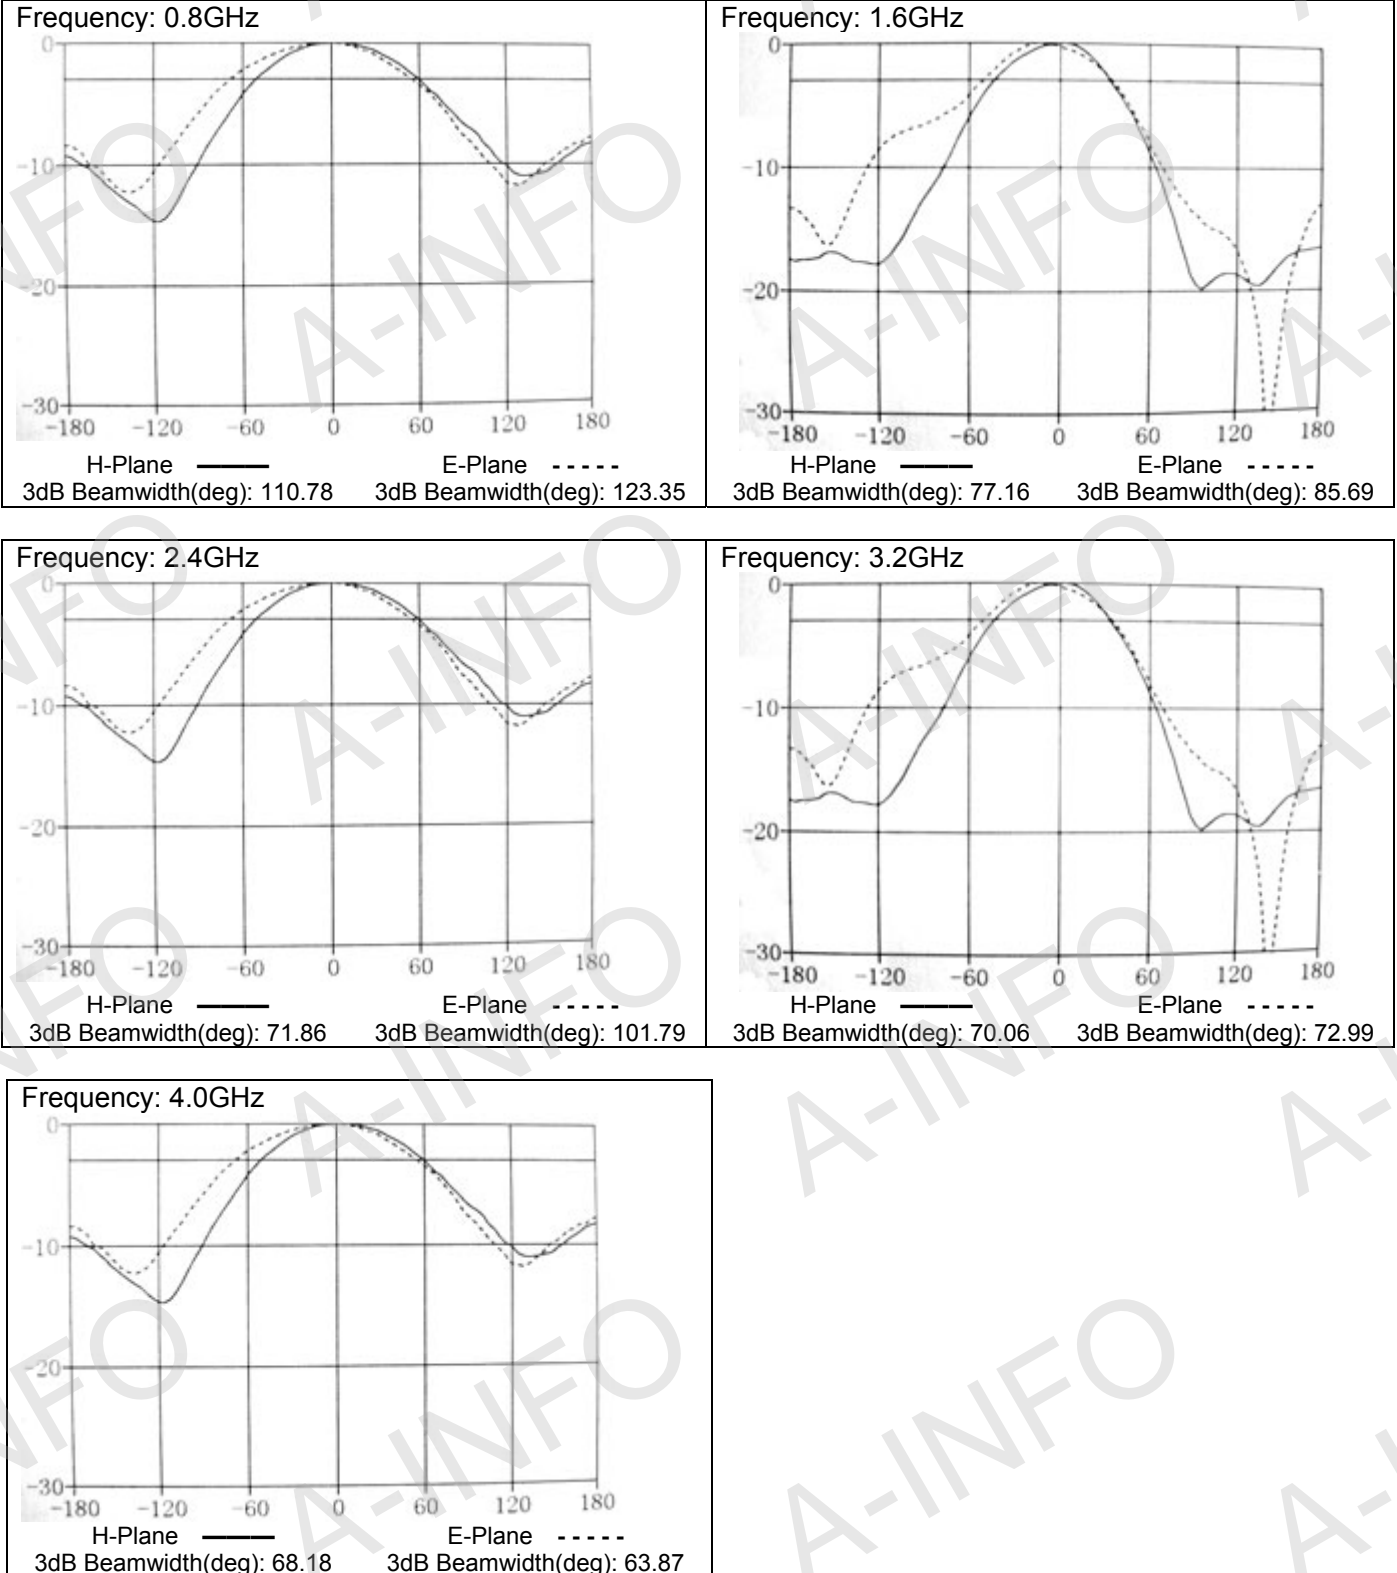 Frequency: 0.8GHz
0
-10
-20
-30
-180 -120 -60 0 60 120 180
H-Plane E-Plane
3dB Beamwidth(deg): 110.78 3dB Beamwidth(deg): 123.35
Frequency: 1.6GHz
0
-10
-20
-30
-180 -120 -60 0 60 120 180
H-Plane E-Plane
3dB Beamwidth(deg): 77.16 3dB Beamwidth(deg): 85.69
Frequency: 2.4GHz
0
-10
-20
-30
-180 -120 -60 0 60 120 180
H-Plane E-Plane
3dB Beamwidth(deg): 71.86 3dB Beamwidth(deg): 101.79
Frequency: 3.2GHz
0
-10
-20
-30
-180 -120 -60 0 60 120 180
H-Plane E-Plane
3dB Beamwidth(deg): 70.06 3dB Beamwidth(deg): 72.99
Frequency: 4.0GHz
0
-10
-20
-30
-180 -120 -60 0 60 120 180
H-Plane E-Plane
3dB Beamwidth(deg): 68.18 3dB Beamwidth(deg): 63.87
A-INFO
A-INFO
A-INFO
A-INFO
A-INFO
A-INFO
A-INFO